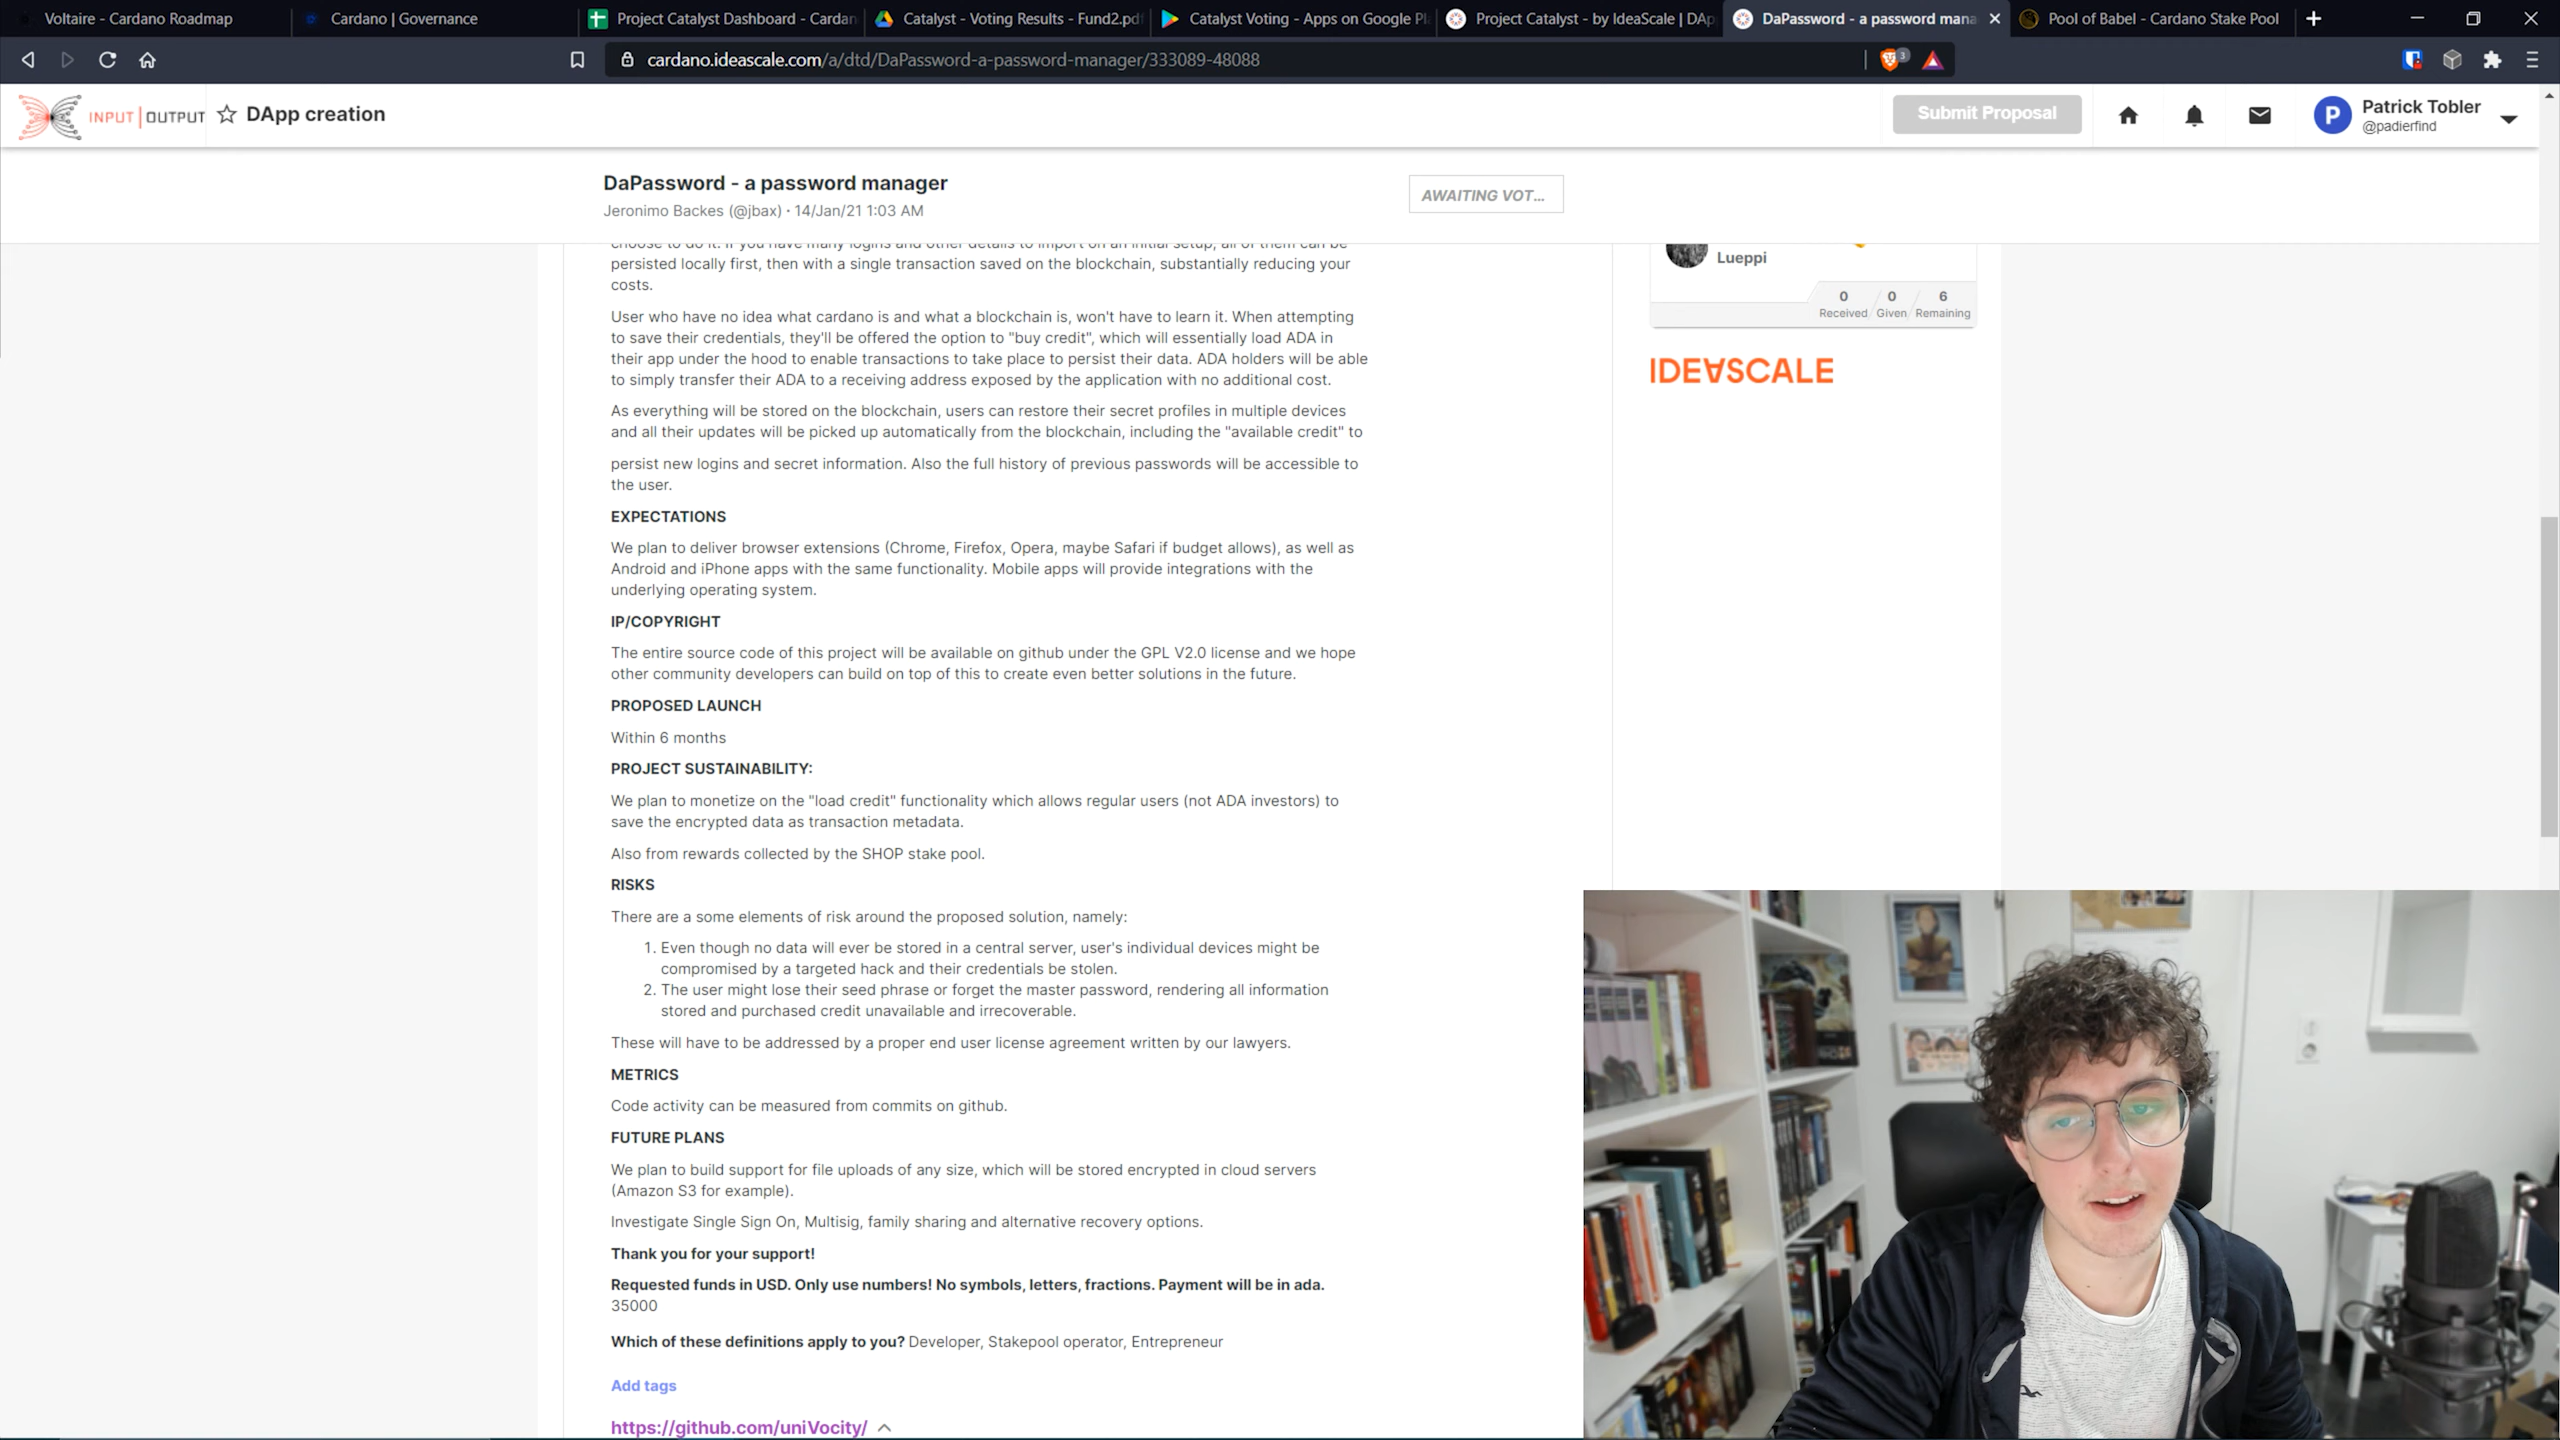 Voltaire - Cardano Roadmap
Cardano | Governance
Project Catalyst Dashboard - Cardan
Catalyst - Voting Results - Fund2.pdf
Catalyst Voting - Apps on Google Pl
Project Catalyst - by IdeaScale | DAp
DaPassword - a password mana
Pool of Babel - Cardano Stake Pool
cardano.ideascale.com/a/dtd/DaPassword-a-password-manager/333089-48088
3
INPUT | OUTPUT
DApp creation
Submit Proposal
P
Patrick Tobler
@padierfind
DaPassword - a password manager
Jeronimo Backes (@jbax) • 14/Jan/21 1:03 AM
AWAITING VOT...
choose to do it. If you have many logins and other details to import on an initial setup, all of them can be
persisted locally first, then with a single transaction saved on the blockchain, substantially reducing your
costs.
User who have no idea what cardano is and what a blockchain is, won't have to learn it. When attempting
to save their credentials, they'll be offered the option to "buy credit", which will essentially load ADA in
their app under the hood to enable transactions to take place to persist their data. ADA holders will be able
to simply transfer their ADA to a receiving address exposed by the application with no additional cost.
As everything will be stored on the blockchain, users can restore their secret profiles in multiple devices
and all their updates will be picked up automatically from the blockchain, including the "available credit" to
persist new logins and secret information. Also the full history of previous passwords will be accessible to
the user.
EXPECTATIONS
We plan to deliver browser extensions (Chrome, Firefox, Opera, maybe Safari if budget allows), as well as
Android and iPhone apps with the same functionality. Mobile apps will provide integrations with the
underlying operating system.
IP/COPYRIGHT
The entire source code of this project will be available on github under the GPL V2.0 license and we hope
other community developers can build on top of this to create even better solutions in the future.
PROPOSED LAUNCH
Within 6 months
PROJECT SUSTAINABILITY:
We plan to monetize on the "load credit" functionality which allows regular users (not ADA investors) to
save the encrypted data as transaction metadata.
Also from rewards collected by the SHOP stake pool.
RISKS
There are a some elements of risk around the proposed solution, namely:
1. Even though no data will ever be stored in a central server, user's individual devices might be
compromised by a targeted hack and their credentials be stolen.
2. The user might lose their seed phrase or forget the master password, rendering all information
stored and purchased credit unavailable and irrecoverable.
These will have to be addressed by a proper end user license agreement written by our lawyers.
METRICS
Code activity can be measured from commits on github.
FUTURE PLANS
We plan to build support for file uploads of any size, which will be stored encrypted in cloud servers
(Amazon S3 for example).
Investigate Single Sign On, Multisig, family sharing and alternative recovery options.
Thank you for your support!
Requested funds in USD. Only use numbers! No symbols, letters, fractions. Payment will be in ada.
35000
Which of these definitions apply to you? Developer, Stakepool operator, Entrepreneur
Add tags
https://github.com/uniVocity/
Lueppi
0 0 6
Received Given Remaining
IDEASCALE